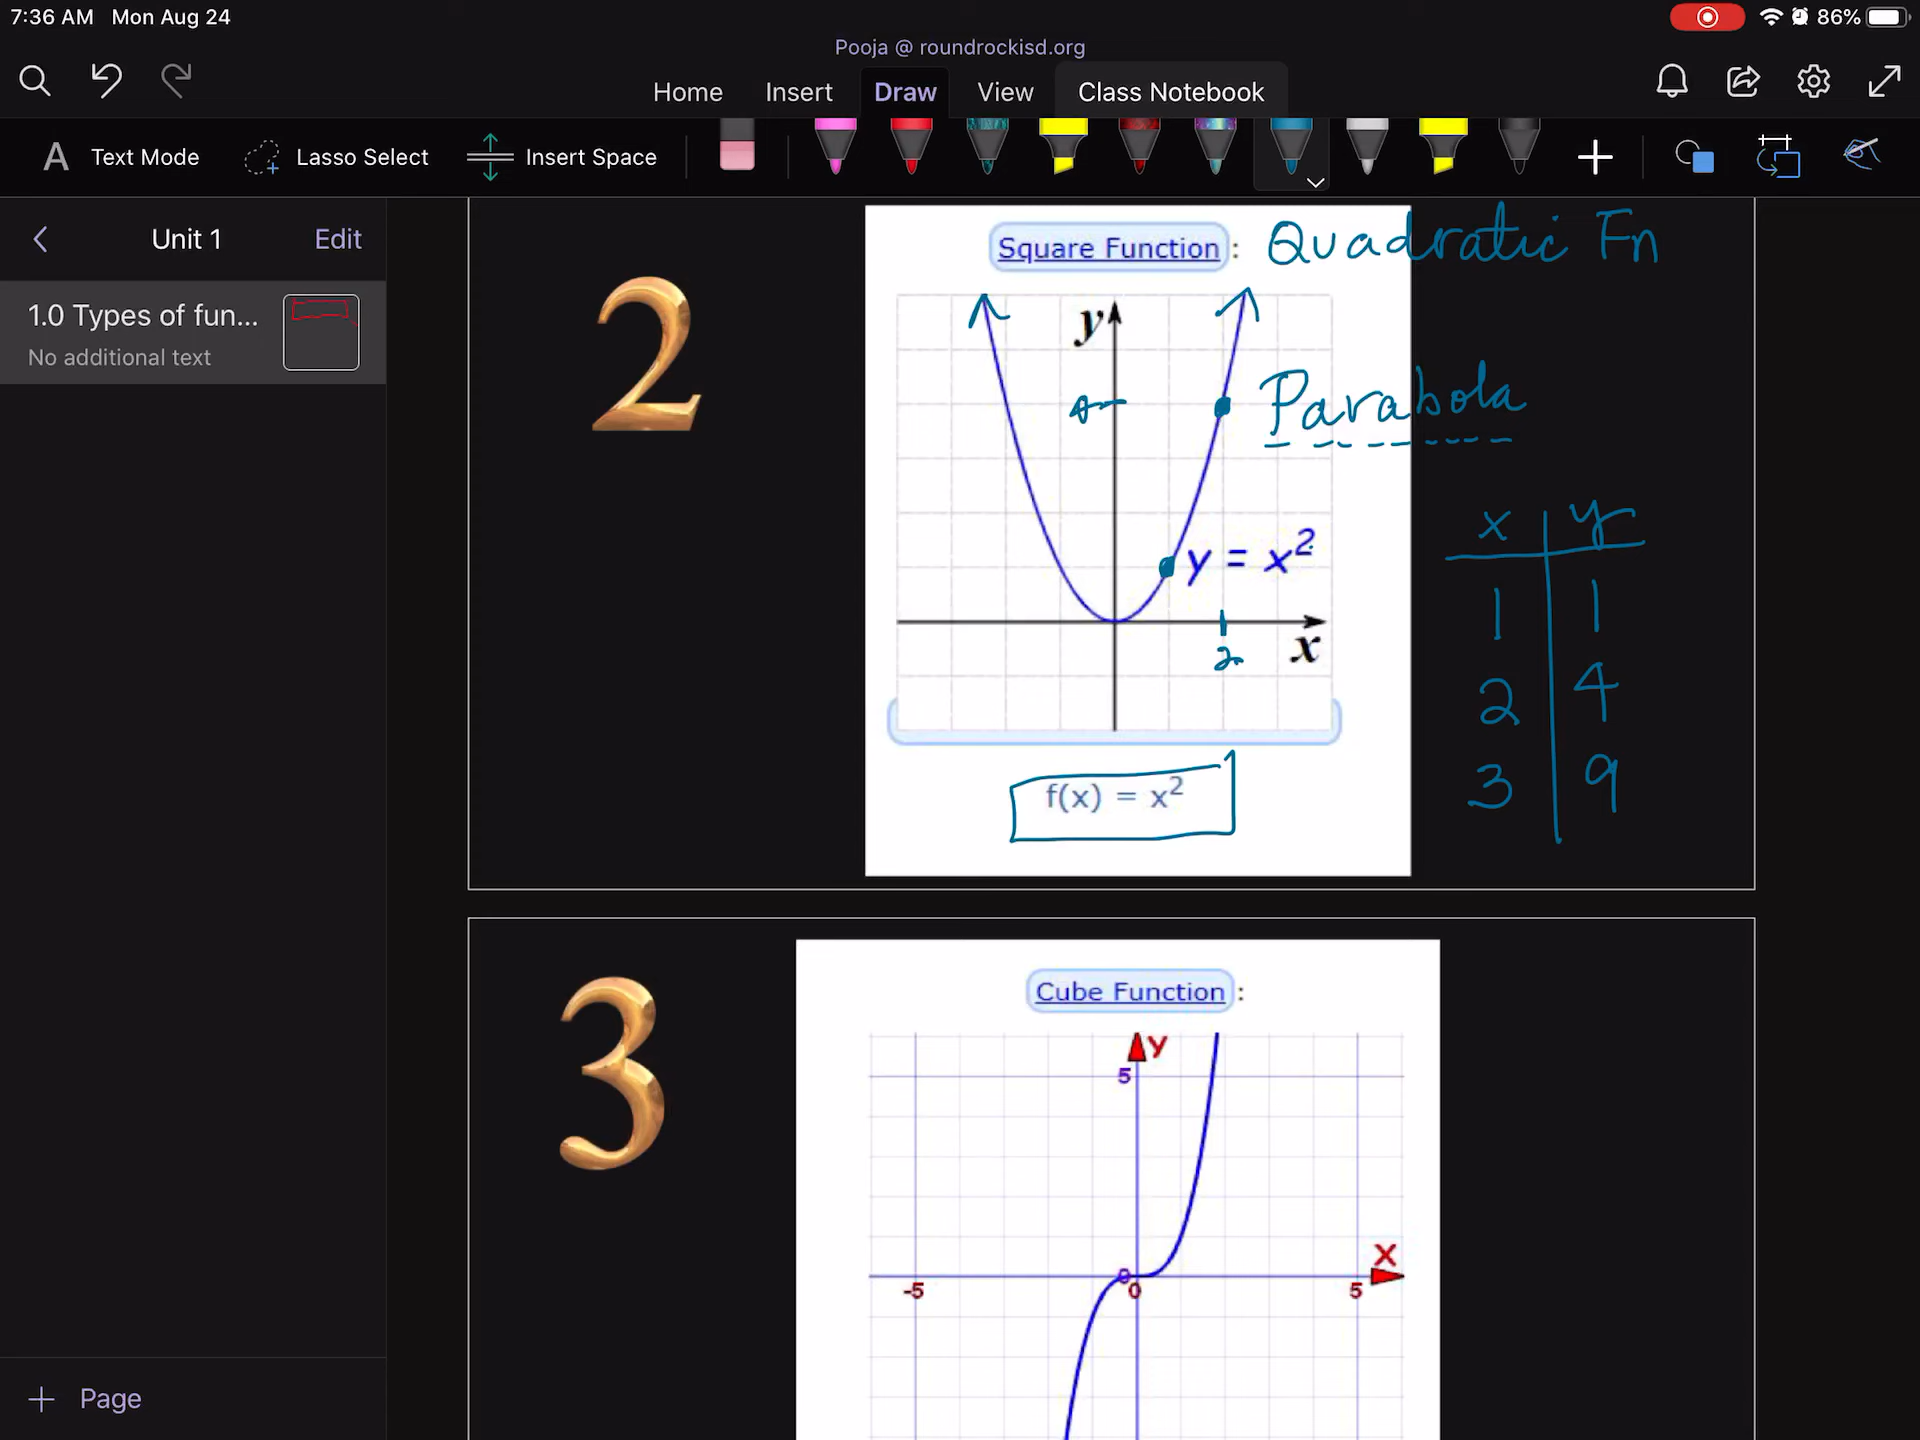 7:36 AM Mon Aug 24
86%
Pooja @ roundrockisd.org
Home Insert Draw View Class Notebook
A Text Mode Lasso Select Insert Space
Unit 1 Edit
1.0 Types of fun...
No additional text
2
Square Function : Quadratic Fn
y
4
Parabola
y = x²
2
x
f(x) = x²
x y
1 1
2 4
3 9
3
Cube Function :
Y
5
X
0
-5 0 5
Page